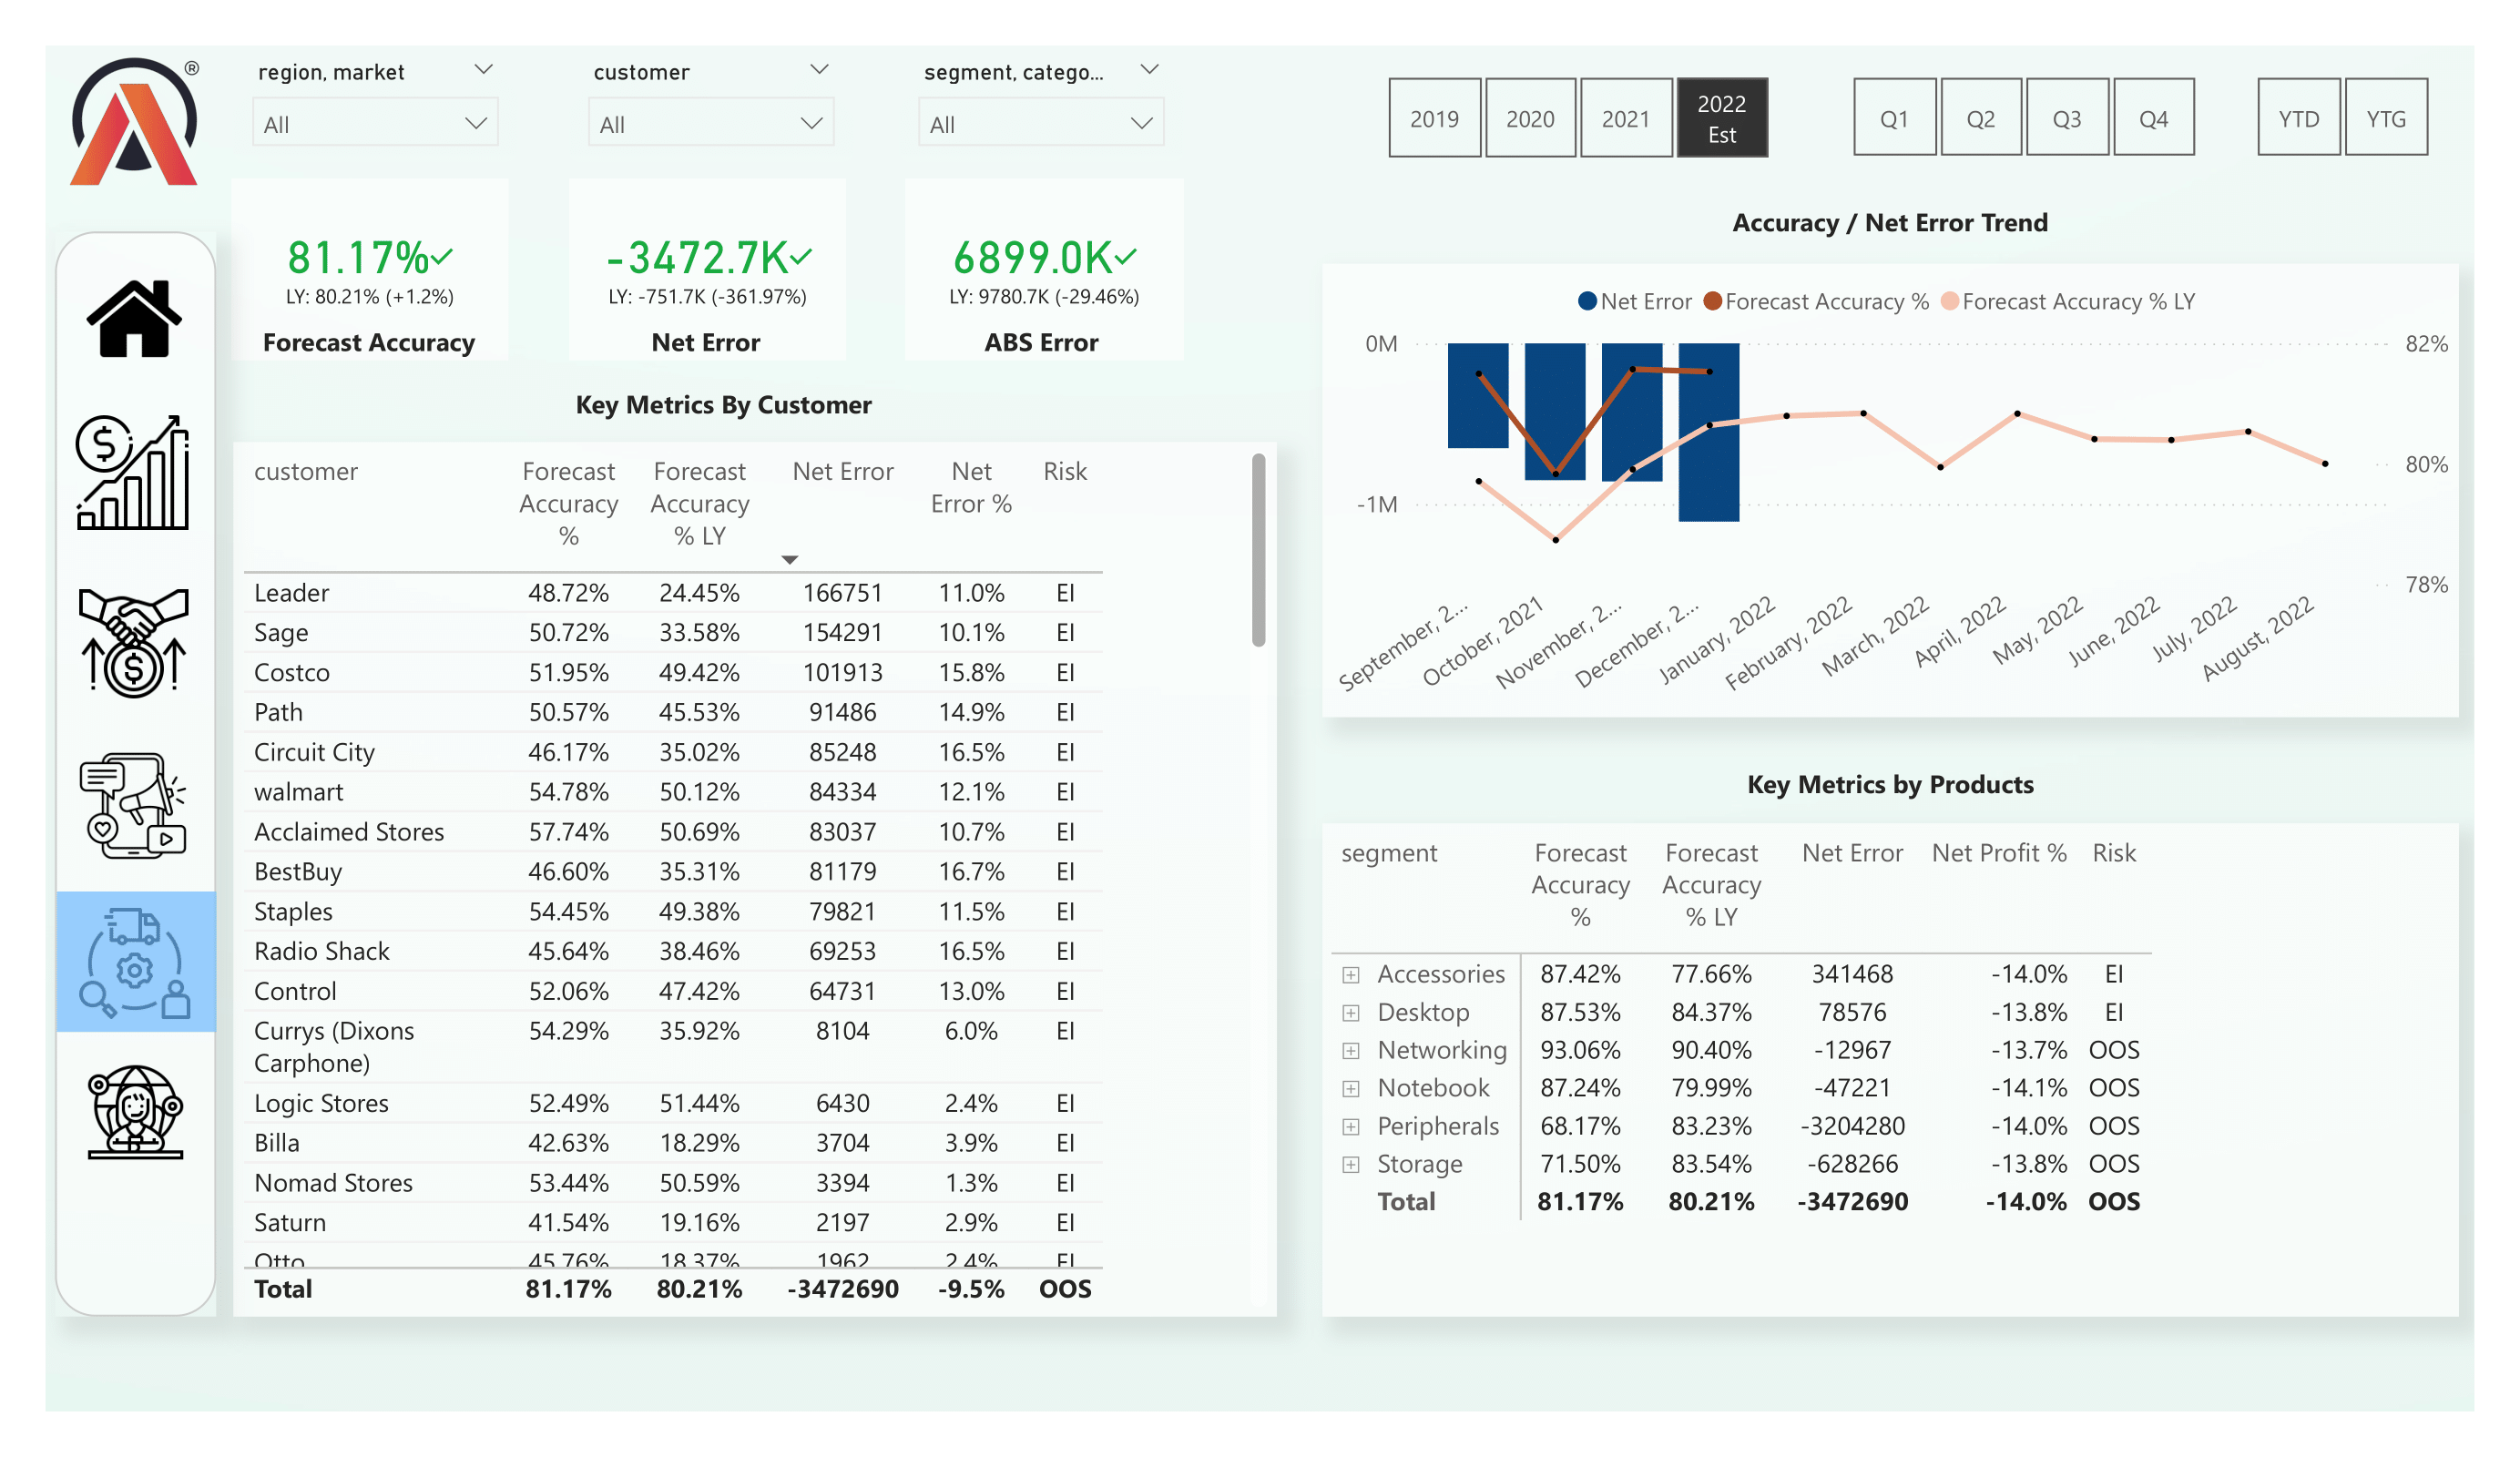 ®
region, market
All
customer
All
segment, catego...
All
2019
2020
2021
2022
Est
Q1
Q2
Q3
Q4
YTD
YTG
81.17%
LY: 80.21% (+1.2%)
Forecast Accuracy
-3472.7K
LY: -751.7K (-361.97%)
Net Error
6899.0K
LY: 9780.7K (-29.46%)
ABS Error
Key Metrics By Customer
customer Forecast Accuracy % Forecast Accuracy % LY Net Error Net Error % Risk
Leader 48.72% 24.45% 166751 11.0% EI
Sage 50.72% 33.58% 154291 10.1% EI
Costco 51.95% 49.42% 101913 15.8% EI
Path 50.57% 45.53% 91486 14.9% EI
Circuit City 46.17% 35.02% 85248 16.5% EI
walmart 54.78% 50.12% 84334 12.1% EI
Acclaimed Stores 57.74% 50.69% 83037 10.7% EI
BestBuy 46.60% 35.31% 81179 16.7% EI
Staples 54.45% 49.38% 79821 11.5% EI
Radio Shack 45.64% 38.46% 69253 16.5% EI
Control 52.06% 47.42% 64731 13.0% EI
Currys (Dixons Carphone) 54.29% 35.92% 8104 6.0% EI
Logic Stores 52.49% 51.44% 6430 2.4% EI
Billa 42.63% 18.29% 3704 3.9% EI
Nomad Stores 53.44% 50.59% 3394 1.3% EI
Saturn 41.54% 19.16% 2197 2.9% EI
Otto 45.76% 18.37% 1962 2.4% EI
Total 81.17% 80.21% -3472690 -9.5% OOS
Accuracy / Net Error Trend
Net Error Forecast Accuracy % Forecast Accuracy % LY
0M
-1M
82%
80%
78%
September, 2...
October, 2021
November, 2...
December, 2...
January, 2022
February, 2022
March, 2022
April, 2022
May, 2022
June, 2022
July, 2022
August, 2022
Key Metrics by Products
segment Forecast Accuracy % Forecast Accuracy % LY Net Error Net Profit % Risk
Accessories 87.42% 77.66% 341468 -14.0% EI
Desktop 87.53% 84.37% 78576 -13.8% EI
Networking 93.06% 90.40% -12967 -13.7% OOS
Notebook 87.24% 79.99% -47221 -14.1% OOS
Peripherals 68.17% 83.23% -3204280 -14.0% OOS
Storage 71.50% 83.54% -628266 -13.8% OOS
Total 81.17% 80.21% -3472690 -14.0% OOS